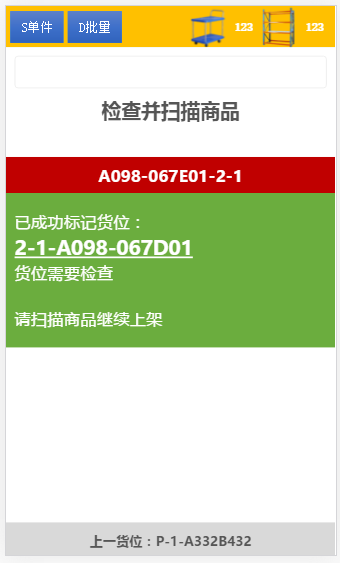 S单件 D批量 123 123
检查并扫描商品
A098-067E01-2-1
已成功标记货位：
2-1-A098-067D01
货位需要检查
请扫描商品继续上架
上一货位：P-1-A332B432